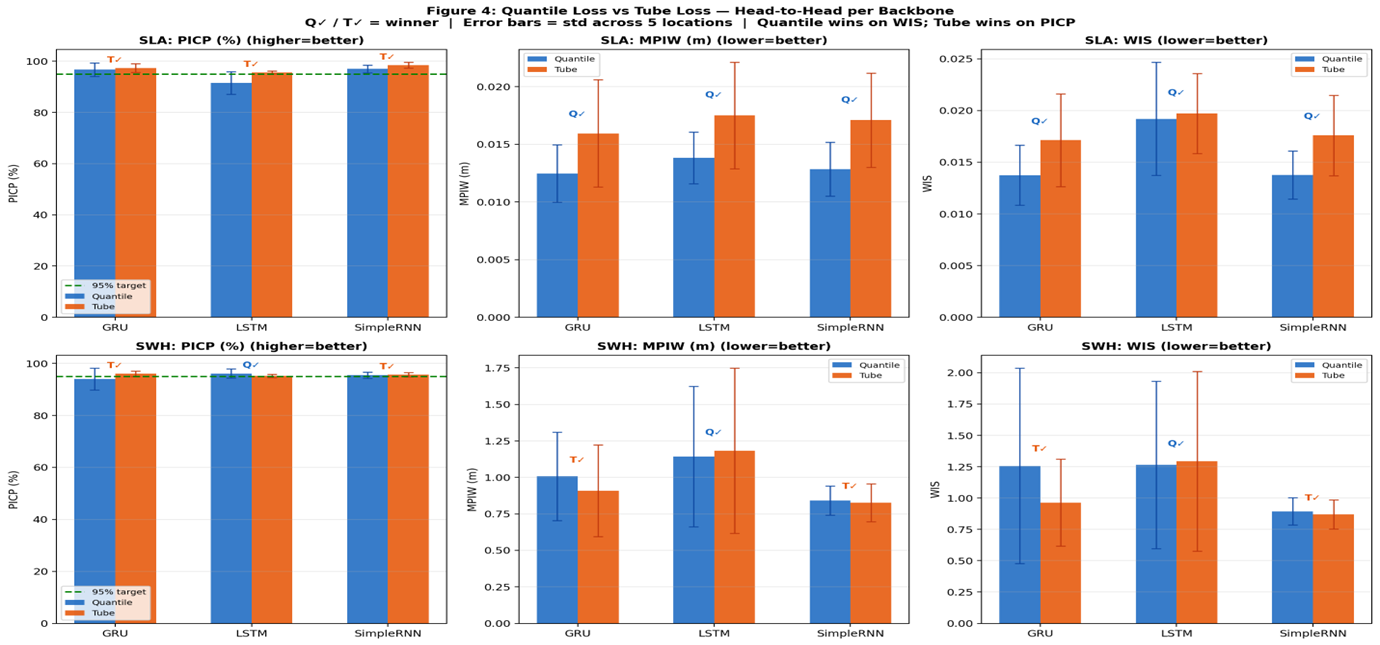 Figure 4: Quantile Loss vs Tube Loss — Head-to-Head per Backbone
Q✓ / T✓ = winner | Error bars = std across 5 locations | Quantile wins on WIS; Tube wins on PICP
SLA: PICP (%) (higher=better)
PICP (%)
100
80
60
40
20
0
T✓
T✓
T✓
95% target
Quantile
Tube
GRU
LSTM
SimpleRNN
SLA: MPIW (m) (lower=better)
MPIW (m)
0.020
0.015
0.010
0.005
0.000
Quantile
Tube
Q✓
Q✓
Q✓
GRU
LSTM
SimpleRNN
SLA: WIS (lower=better)
WIS
0.025
0.020
0.015
0.010
0.005
0.000
Quantile
Tube
Q✓
Q✓
Q✓
GRU
LSTM
SimpleRNN
SWH: PICP (%) (higher=better)
PICP (%)
100
80
60
40
20
0
T✓
Q✓
T✓
95% target
Quantile
Tube
GRU
LSTM
SimpleRNN
SWH: MPIW (m) (lower=better)
MPIW (m)
1.75
1.50
1.25
1.00
0.75
0.50
0.25
0.00
Quantile
Tube
T✓
Q✓
T✓
GRU
LSTM
SimpleRNN
SWH: WIS (lower=better)
WIS
2.00
1.75
1.50
1.25
1.00
0.75
0.50
0.25
0.00
Quantile
Tube
T✓
Q✓
T✓
GRU
LSTM
SimpleRNN